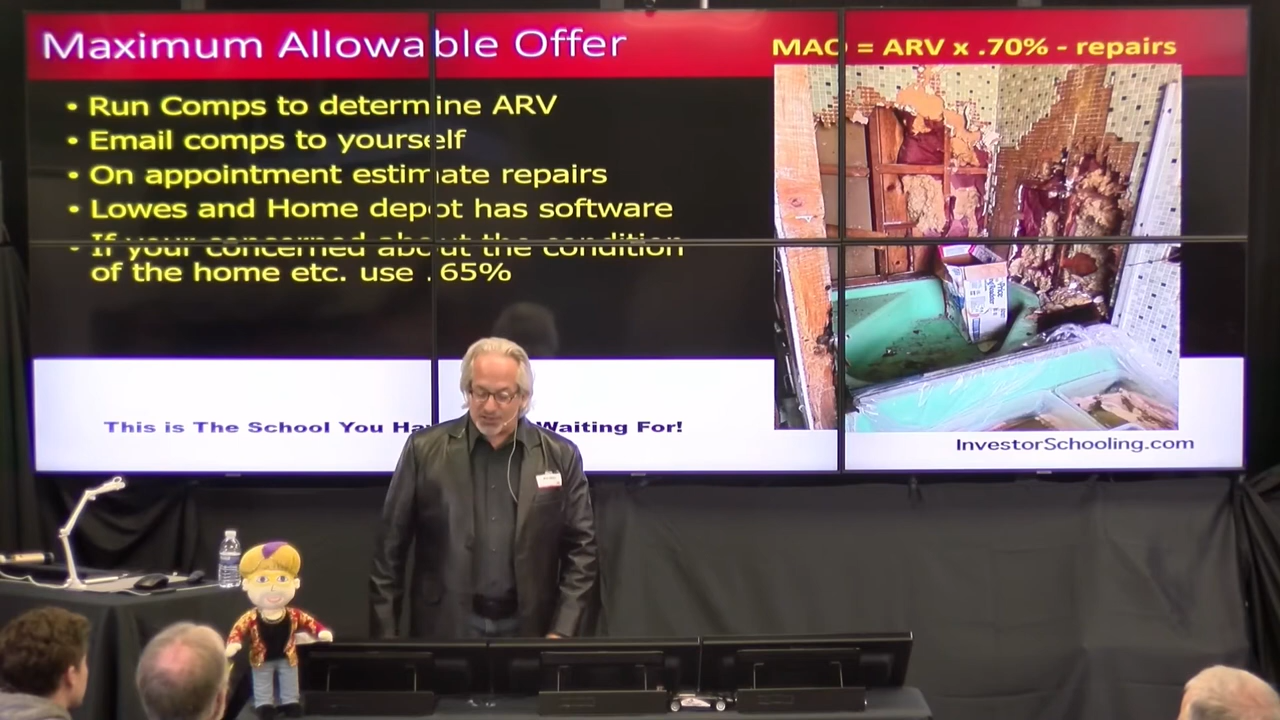 Maximum Allowable Offer
MAO = ARV x .70% - repairs
• Run Comps to determine ARV
• Email comps to yourself
• On appointment estimate repairs
• Lowes and Home depot has software
• If your concerned about the condition
of the home etc. use .65%
This is The School You Ha Waiting For!
InvestorSchooling.com